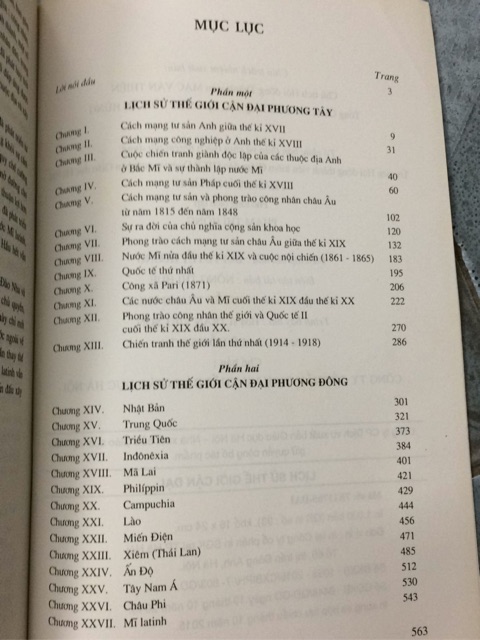 MỤC LỤC
Trang
Lời nói đầu 3
Phần một
LỊCH SỬ THẾ GIỚI CẬN ĐẠI PHƯƠNG TÂY
Chương I. Cách mạng tư sản Anh giữa thế kỉ XVII 9
Chương II. Cách mạng công nghiệp ở Anh thế kỉ XVIII 31
Chương III. Cuộc chiến tranh giành độc lập của các thuộc địa Anh
ở Bắc Mĩ và sự thành lập nước Mĩ 40
Chương IV. Cách mạng tư sản Pháp cuối thế kỉ XVIII 60
Chương V. Cách mạng tư sản và phong trào công nhân châu Âu
từ năm 1815 đến năm 1848 102
Chương VI. Sự ra đời của chủ nghĩa cộng sản khoa học 120
Chương VII. Phong trào cách mạng tư sản châu Âu giữa thế kỉ XIX 132
Chương VIII. Nước Mĩ nửa đầu thế kỉ XIX và cuộc nội chiến (1861 - 1865) 183
Chương IX. Quốc tế thứ nhất 195
Chương X. Công xã Pari (1871) 206
Chương XI. Các nước châu Âu và Mĩ cuối thế kỉ XIX đầu thế kỉ XX 222
Chương XII. Phong trào công nhân thế giới và Quốc tế II
cuối thế kỉ XIX đầu XX. 270
Chương XIII. Chiến tranh thế giới lần thứ nhất (1914 - 1918) 286
Phần hai
LỊCH SỬ THẾ GIỚI CẬN ĐẠI PHƯƠNG ĐÔNG
Chương XIV. Nhật Bản 301
Chương XV. Trung Quốc 321
Chương XVI. Triều Tiên 373
Chương XVII. Inđônêxia 384
Chương XVIII. Mã Lai 401
Chương XIX. Philíppin 421
Chương XX. Campuchia 429
Chương XXI. Lào 444
Chương XXII. Miến Điện 456
Chương XXIII. Xiêm (Thái Lan) 471
Chương XXIV. Ấn Độ 485
Chương XXV. Tây Nam Á 512
Chương XXVI. Châu Phi 530
Chương XXVII. Mĩ latinh 543
563